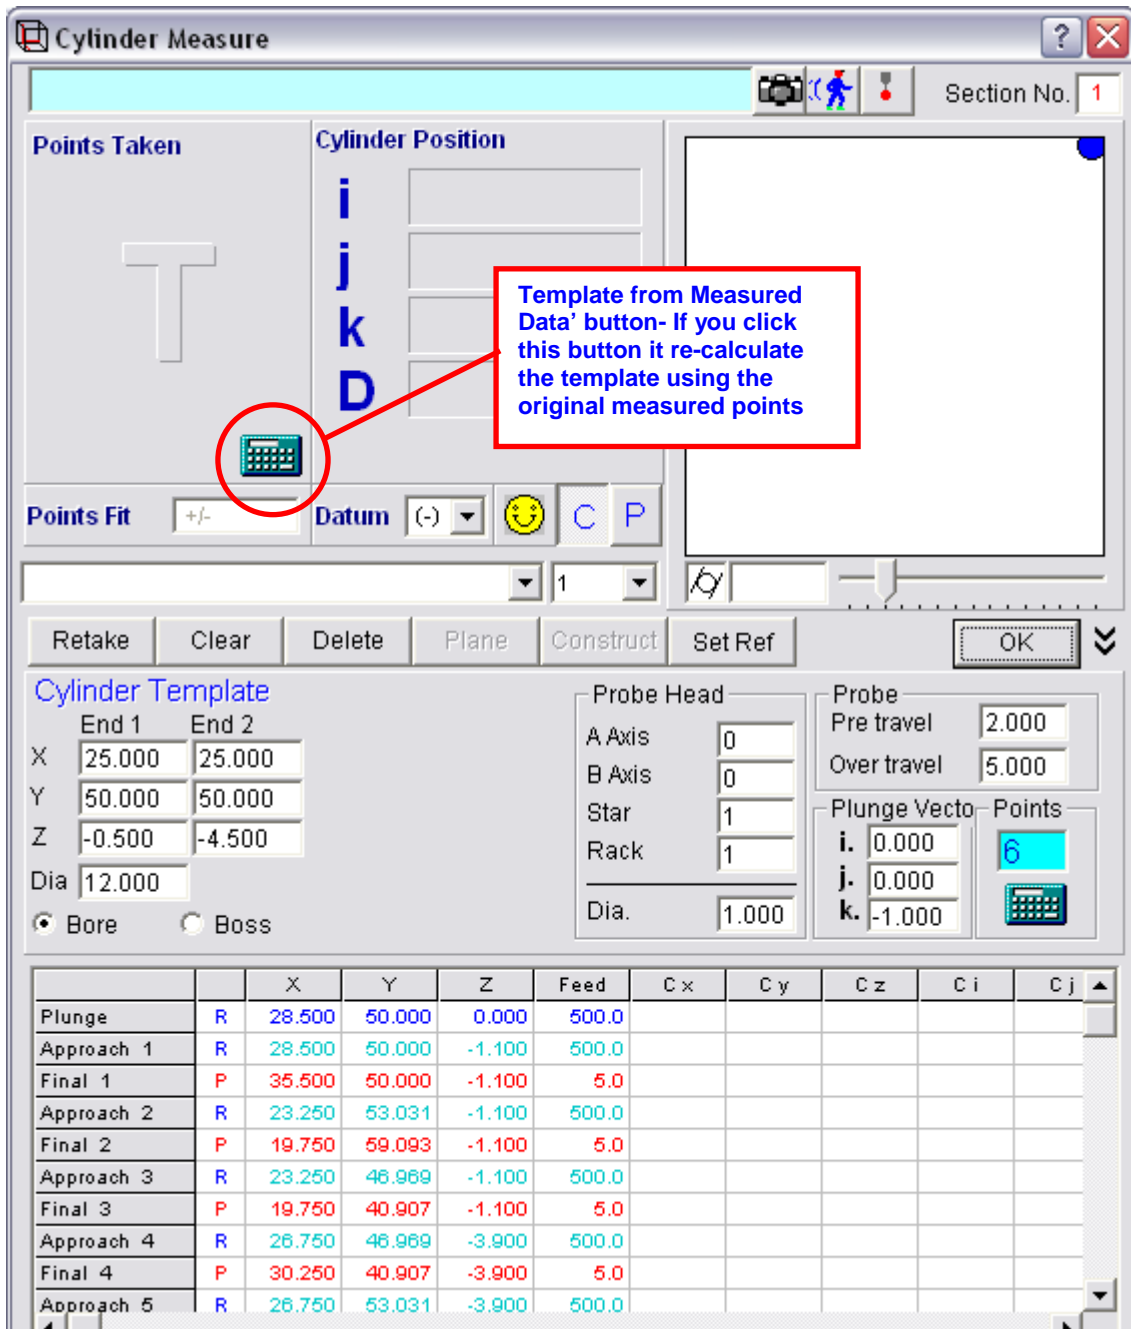 Cylinder Measure
Section No. 1
Points Taken
Cylinder Position
T
i
j
k
D
Template from Measured
Data’ button- If you click
this button it re-calculate
the template using the
original measured points
Points Fit +/- Datum (-) C P
1
Retake Clear Delete Plane Construct Set Ref OK
Cylinder Template
End 1 End 2
X 25.000 25.000
Y 50.000 50.000
Z -0.500 -4.500
Dia 12.000
Bore Boss
Probe Head
A Axis 0
B Axis 0
Star 1
Rack 1
Dia. 1.000
Probe
Pre travel 2.000
Over travel 5.000
Plunge Vecto
i. 0.000
j. 0.000
k. -1.000
Points
6
X Y Z Feed C x C y C z C i C j
Plunge R 28.500 50.000 0.000 500.0
Approach 1 R 28.500 50.000 -1.100 500.0
Final 1 P 35.500 50.000 -1.100 5.0
Approach 2 R 23.250 53.031 -1.100 500.0
Final 2 P 19.750 59.093 -1.100 5.0
Approach 3 R 23.250 46.969 -1.100 500.0
Final 3 P 19.750 40.907 -1.100 5.0
Approach 4 R 26.750 46.969 -3.900 500.0
Final 4 P 30.250 40.907 -3.900 5.0
Approach 5 R 26.750 53.031 -3.900 500.0